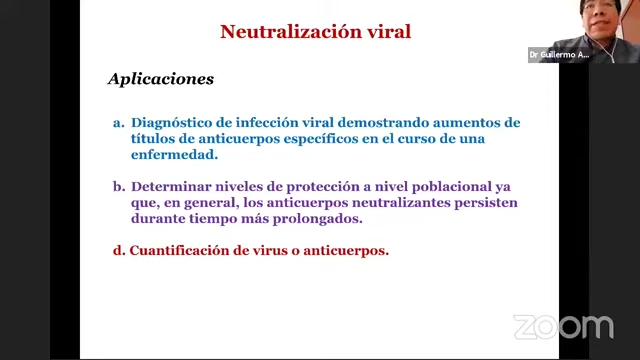 Neutralización viral
Dr Guillermo A...
Aplicaciones
a. Diagnóstico de infección viral demostrando aumentos de
títulos de anticuerpos específicos en el curso de una
enfermedad.
b. Determinar niveles de protección a nivel poblacional ya
que, en general, los anticuerpos neutralizantes persisten
durante tiempo más prolongados.
d. Cuantificación de virus o anticuerpos.
zoom